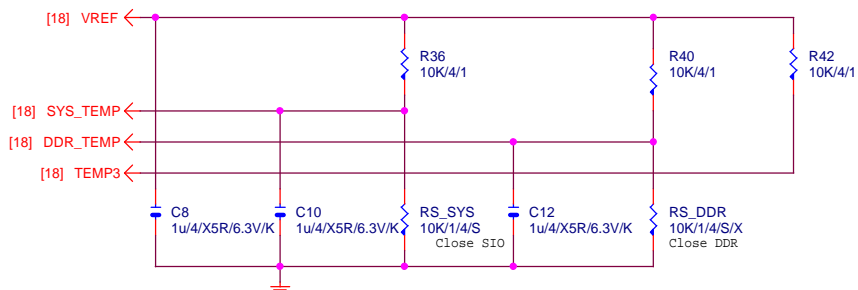 [18] VREF
R36
10K/4/1
R40
10K/4/1
R42
10K/4/1
[18] SYS_TEMP
[18] DDR_TEMP
[18] TEMP3
C8
1u/4/X5R/6.3V/K
C10
1u/4/X5R/6.3V/K
RS_SYS
10K/1/4/S
Close SIO
C12
1u/4/X5R/6.3V/K
RS_DDR
10K/1/4/S/X
Close DDR